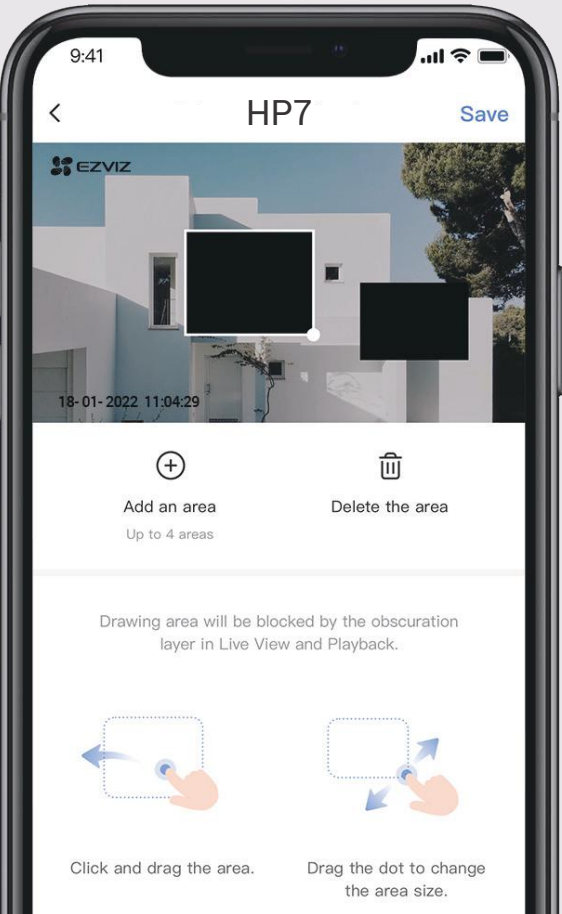 9:41
HP7
Save
EZVIZ
18-01-2022 11:04:29
Add an area
Delete the area
Up to 4 areas
Drawing area will be blocked by the obscuration
layer in Live View and Playback.
Click and drag the area.
Drag the dot to change
the area size.